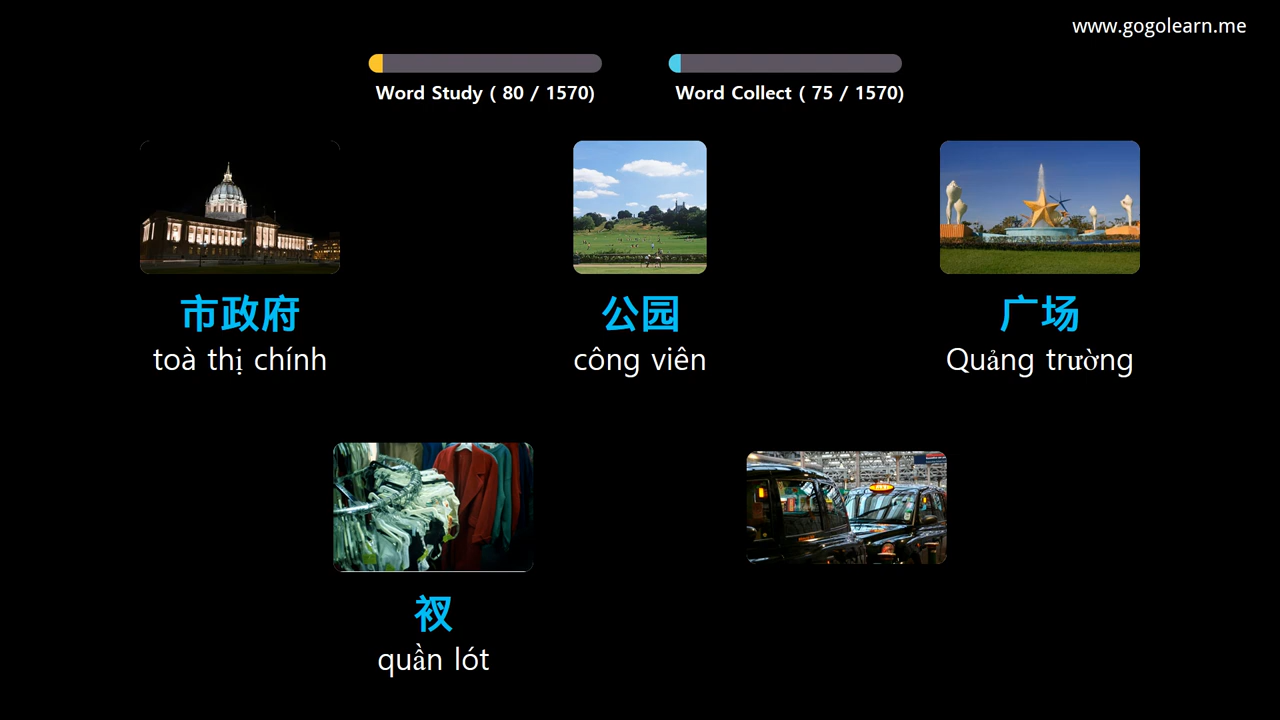 www.gogolearn.me
Word Study ( 80 / 1570)
Word Collect ( 75 / 1570)
市政府
公园
广场
toà thị chính
công viên
Quảng trường
衩
quần lót